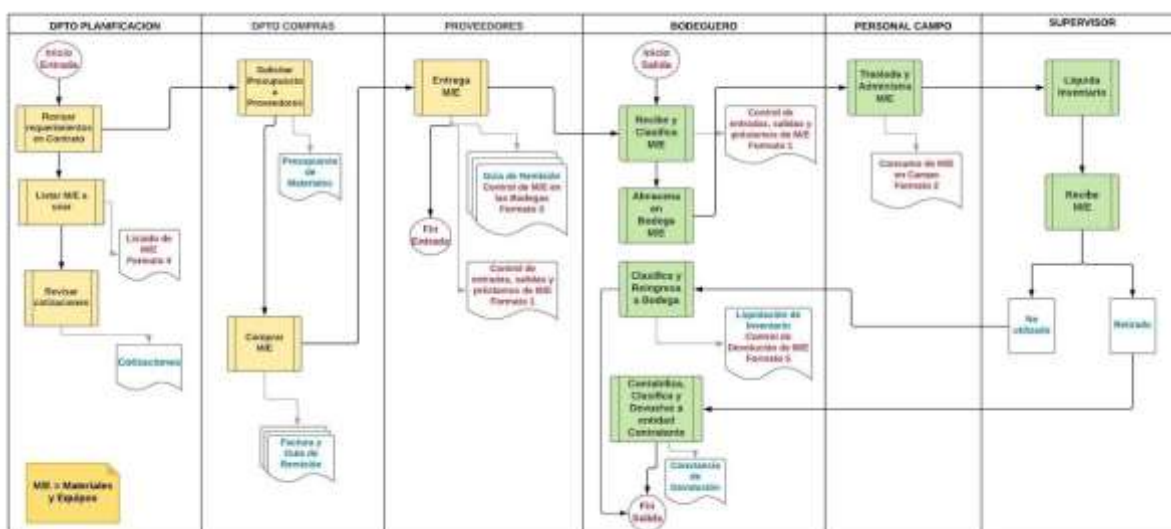 DPTO PLANIFICACION
Inicio
Entrada
Revisar
requerimientos
en Contrato
Listar M/E a
usar
Listado de
M/E
Formato 4
Revisar
cotizaciones
Cotizaciones
M/E = Materiales
y Equipos
DPTO COMPRAS
Solicitar
Presupuesto
a
Proveedores
Presupuesto
de
Materiales
Comprar
M/E
Factura y
Guía de
Remisión
PROVEEDORES
Entrega
M/E
Guía de Remisión
Control de M/E en
las Bodegas
Formato 3
Fin
Entrada
Control de
entradas, salidas y
préstamos de M/E
Formato 1
BODEGUERO
Inicio
Salida
Recibe y
Clasifica
M/E
Control de
entradas, salidas y
préstamos de M/E
Formato 1
Almacena
en
Bodega
M/E
Clasifica y
Reingresa
a Bodega
Liquidación de
Inventario
Control de
Devolución de M/E
Formato 5
Contabiliza,
Clasifica y
Devuelve a
entidad
Contratante
Constancia
de
Devolución
Fin
Salida
PERSONAL CAMPO
Traslada y
Administra
M/E
Consumo de M/E
en Campo
Formato 2
SUPERVISOR
Liquida
Inventario
Recibe
M/E
No
utilizado
Retirado